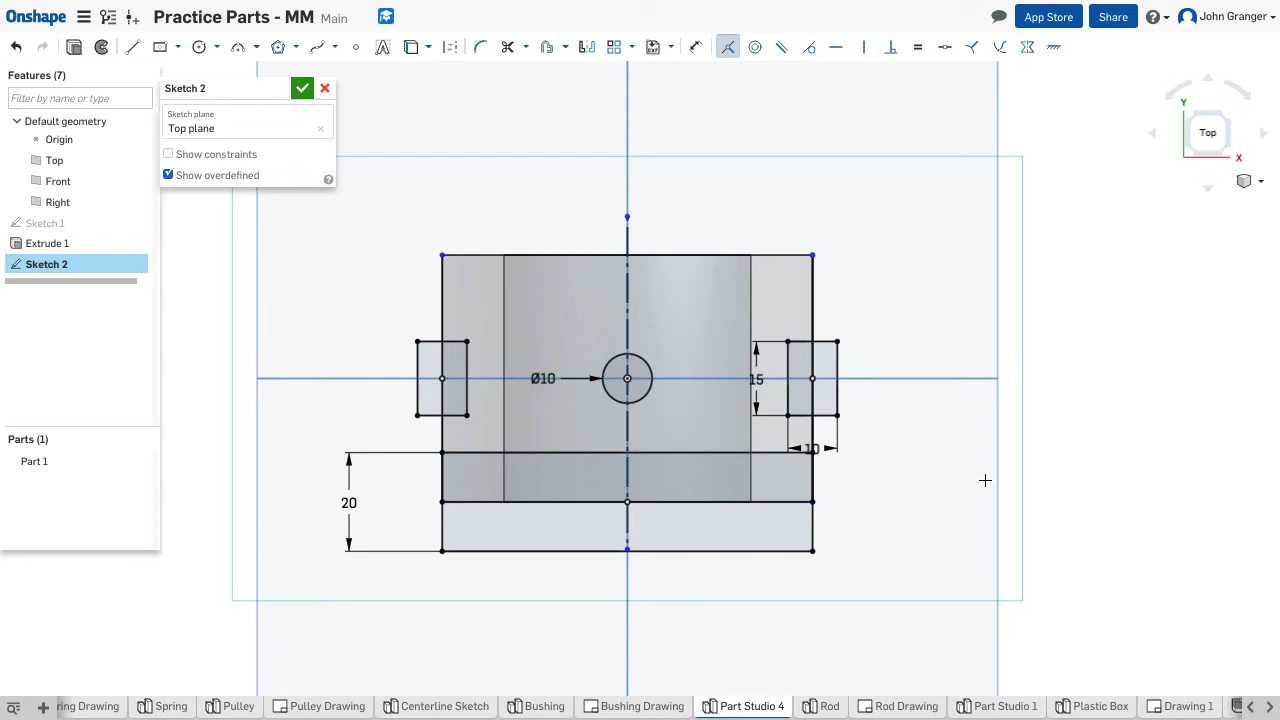 Onshape Practice Parts - MM Main App Store Share John Granger
Features (7)
Filter by name or type
Default geometry
Origin
Top
Front
Right
Sketch 1
Extrude 1
Sketch 2
Parts (1)
Part 1
Sketch 2
Sketch plane
Top plane
Show constraints
Show overdefined
Ø10
15
10
20
Y
Top
X
ring Drawing Spring Pulley Pulley Drawing Centerline Sketch Bushing Bushing Drawing Part Studio 4 Rod Rod Drawing Part Studio 1 Plastic Box Drawing 1